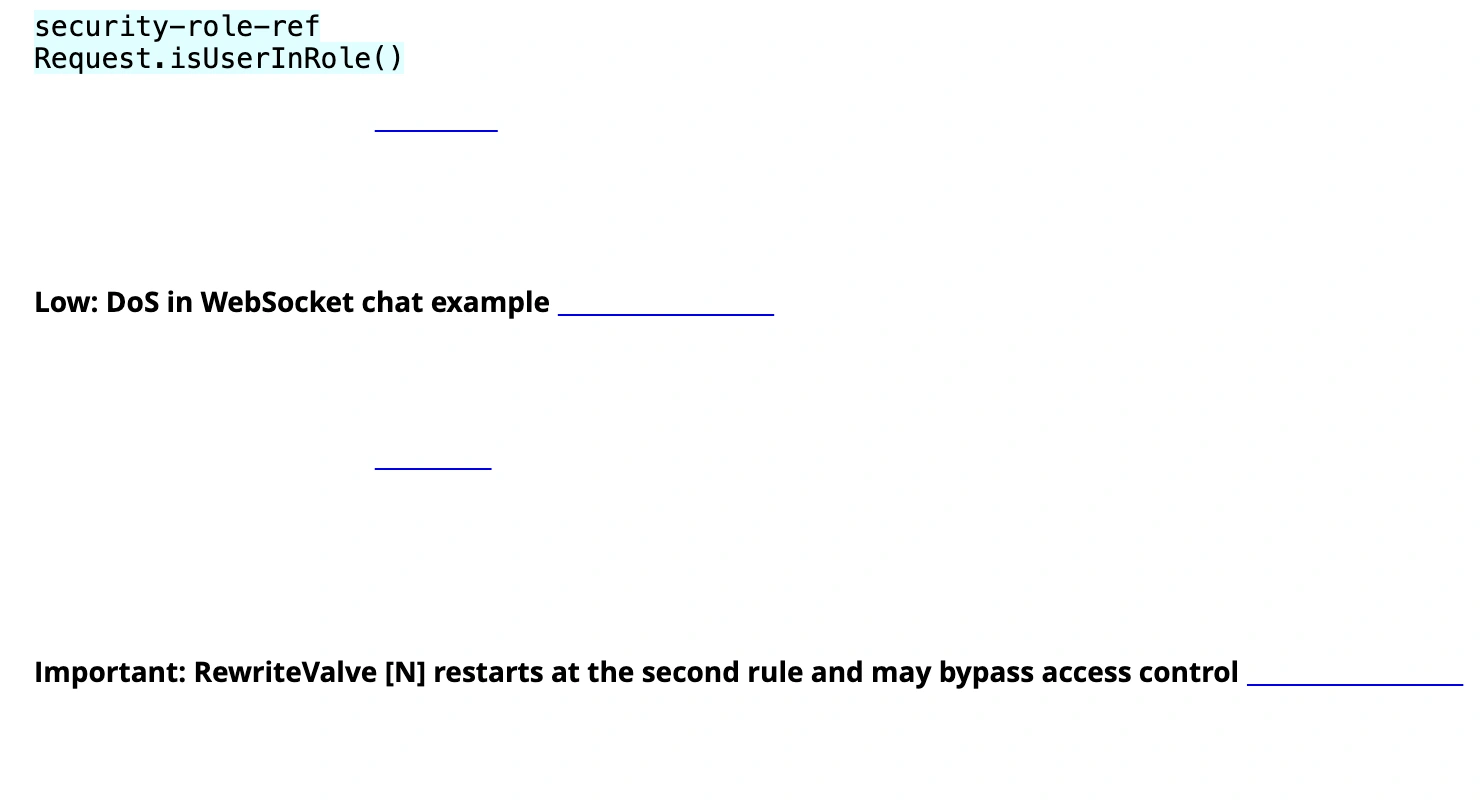 security-role-ref
Request.isUserInRole()
Low: DoS in WebSocket chat example
Important: RewriteValve [N] restarts at the second rule and may bypass access control